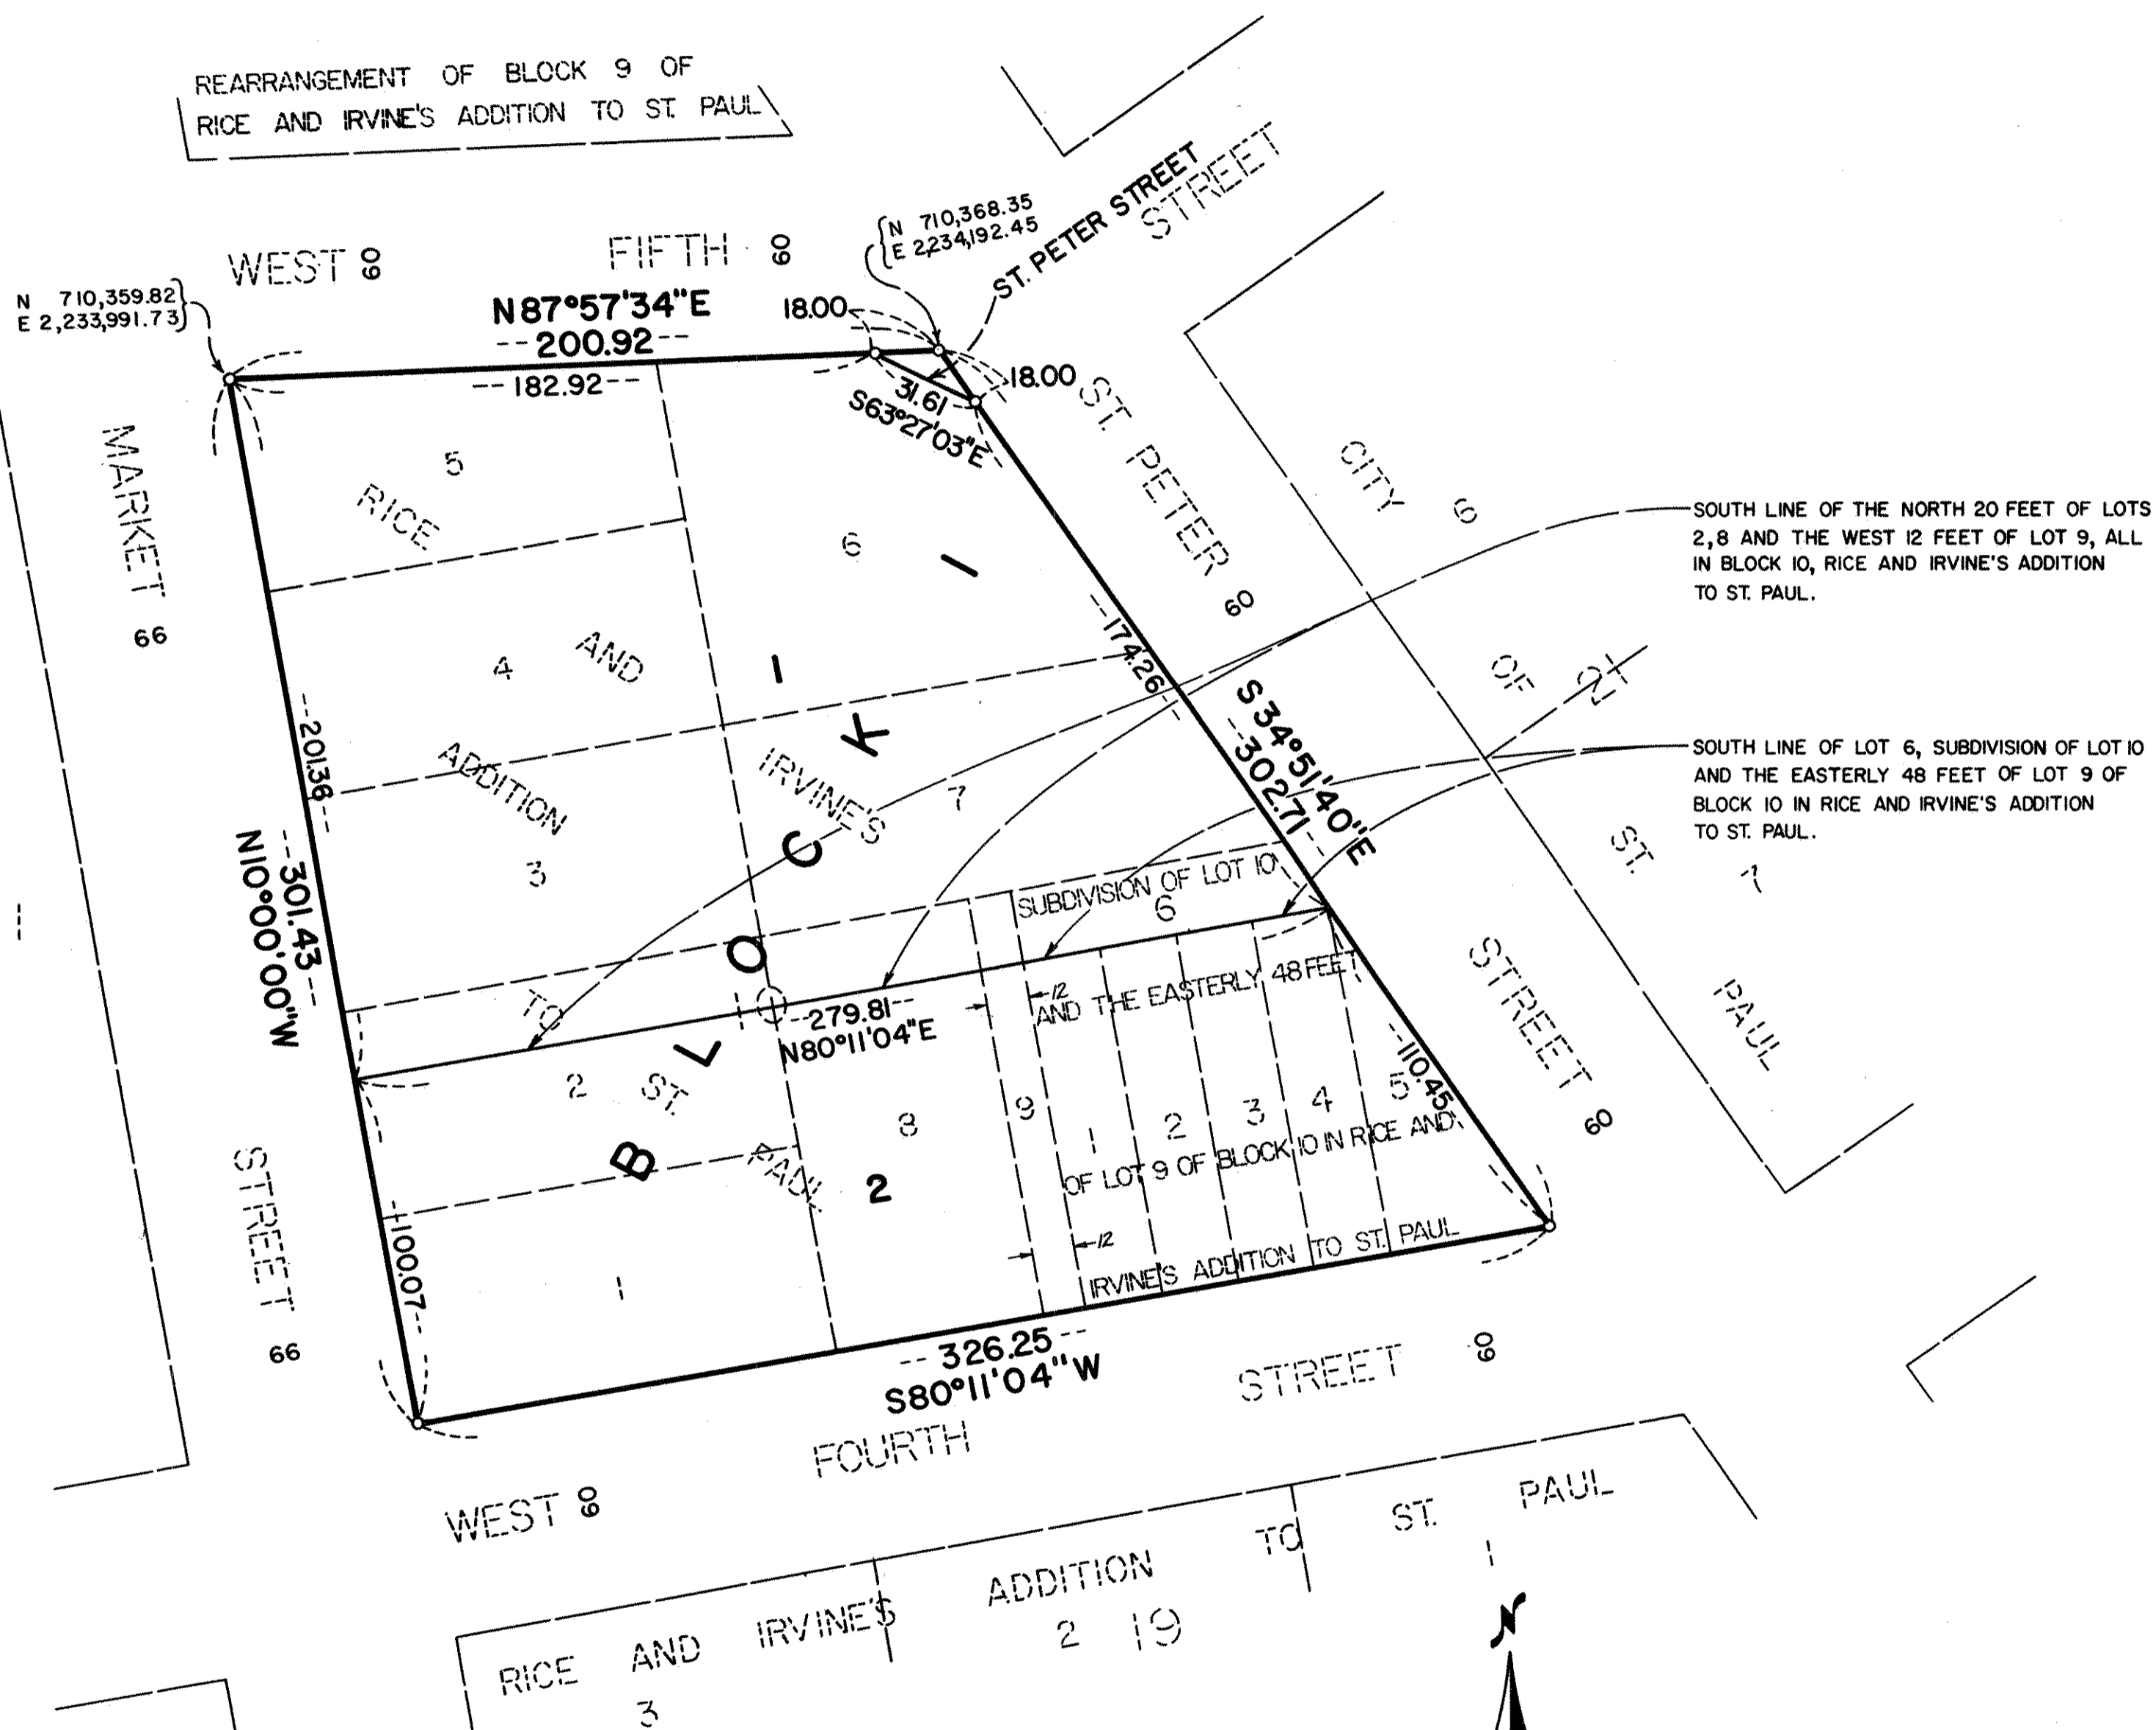 REARRANGEMENT OF BLOCK 9 OF
RICE AND IRVINE'S ADDITION TO ST. PAUL
ST. PETER STREET
STREET
N 710,368.35
E 2,234,192.45
WEST 60 FIFTH 60
N 710,359.82
E 2,233,991.73
N87°57'34"E
200.92
182.92
18.00
18.00
31.61
S63°27'03"E
MARKET
66
STREET
66
201.36
301.43
N10°00'00"W
100.07
RICE AND IRVINE'S
ADDITION
TO ST. PAUL
5
6
4
7
3
2
8
9
1
BLOCK 1
1
2
ST. PETER
60
STREET
60
174.26
S34°51'40"E
302.71
110.45
CITY
OF
ST.
PAUL
6
21
7
SOUTH LINE OF THE NORTH 20 FEET OF LOTS
2,8 AND THE WEST 12 FEET OF LOT 9, ALL
IN BLOCK 10, RICE AND IRVINE'S ADDITION
TO ST. PAUL.
SOUTH LINE OF LOT 6, SUBDIVISION OF LOT 10
AND THE EASTERLY 48 FEET OF LOT 9 OF
BLOCK 10 IN RICE AND IRVINE'S ADDITION
TO ST. PAUL.
SUBDIVISION OF LOT 10
6
12
AND THE EASTERLY 48 FEET
279.81
N80°11'04"E
1 2 3 4 5
OF LOT 9 OF BLOCK 10 IN RICE AND
12
IRVINE'S ADDITION TO ST. PAUL
326.25
S80°11'04"W
WEST 60 FOURTH STREET 60
RICE AND IRVINE'S ADDITION TO ST. PAUL
3
2
19
1
N